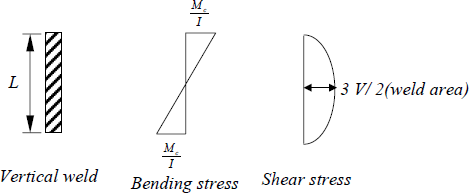 M_c
I
L
3 V/ 2(weld area)
M_c
I
Vertical weld
Bending stress
Shear stress